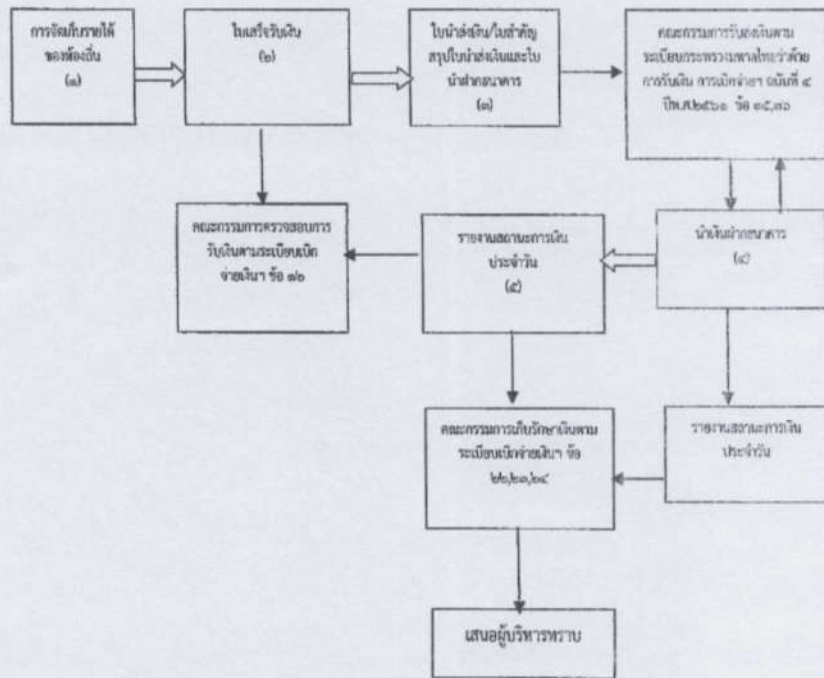 การจัดเก็บรายได้
ของท้องถิ่น
(๑)
ใบเสร็จรับเงิน
(๒)
ใบนำส่งเงิน/ใบสำคัญ
สรุปใบนำส่งเงินและใบ
นำฝากธนาคาร
(๓)
คณะกรรมการรับส่งเงินตาม
ระเบียบกระทรวงมหาดไทยว่าด้วย
การรับเงิน การเบิกจ่ายฯ ฉบับที่ ๔
ปีพ.ศ.๒๕๖๑ ข้อ ๓๕,๓๖
คณะกรรมการตรวจสอบการ
รับเงินตามระเบียบเบิก
จ่ายเงินฯ ข้อ
รายงานสถานะการเงิน
ประจำวัน
(๕)
นำเงินฝากธนาคาร
(๔)
คณะกรรมการเก็บรักษาเงินตาม
ระเบียบเบิกจ่ายเงินฯ ข้อ
๒๒,๒๓,๒๔
รายงานสถานะการเงิน
ประจำวัน
เสนอผู้บริหารทราบ